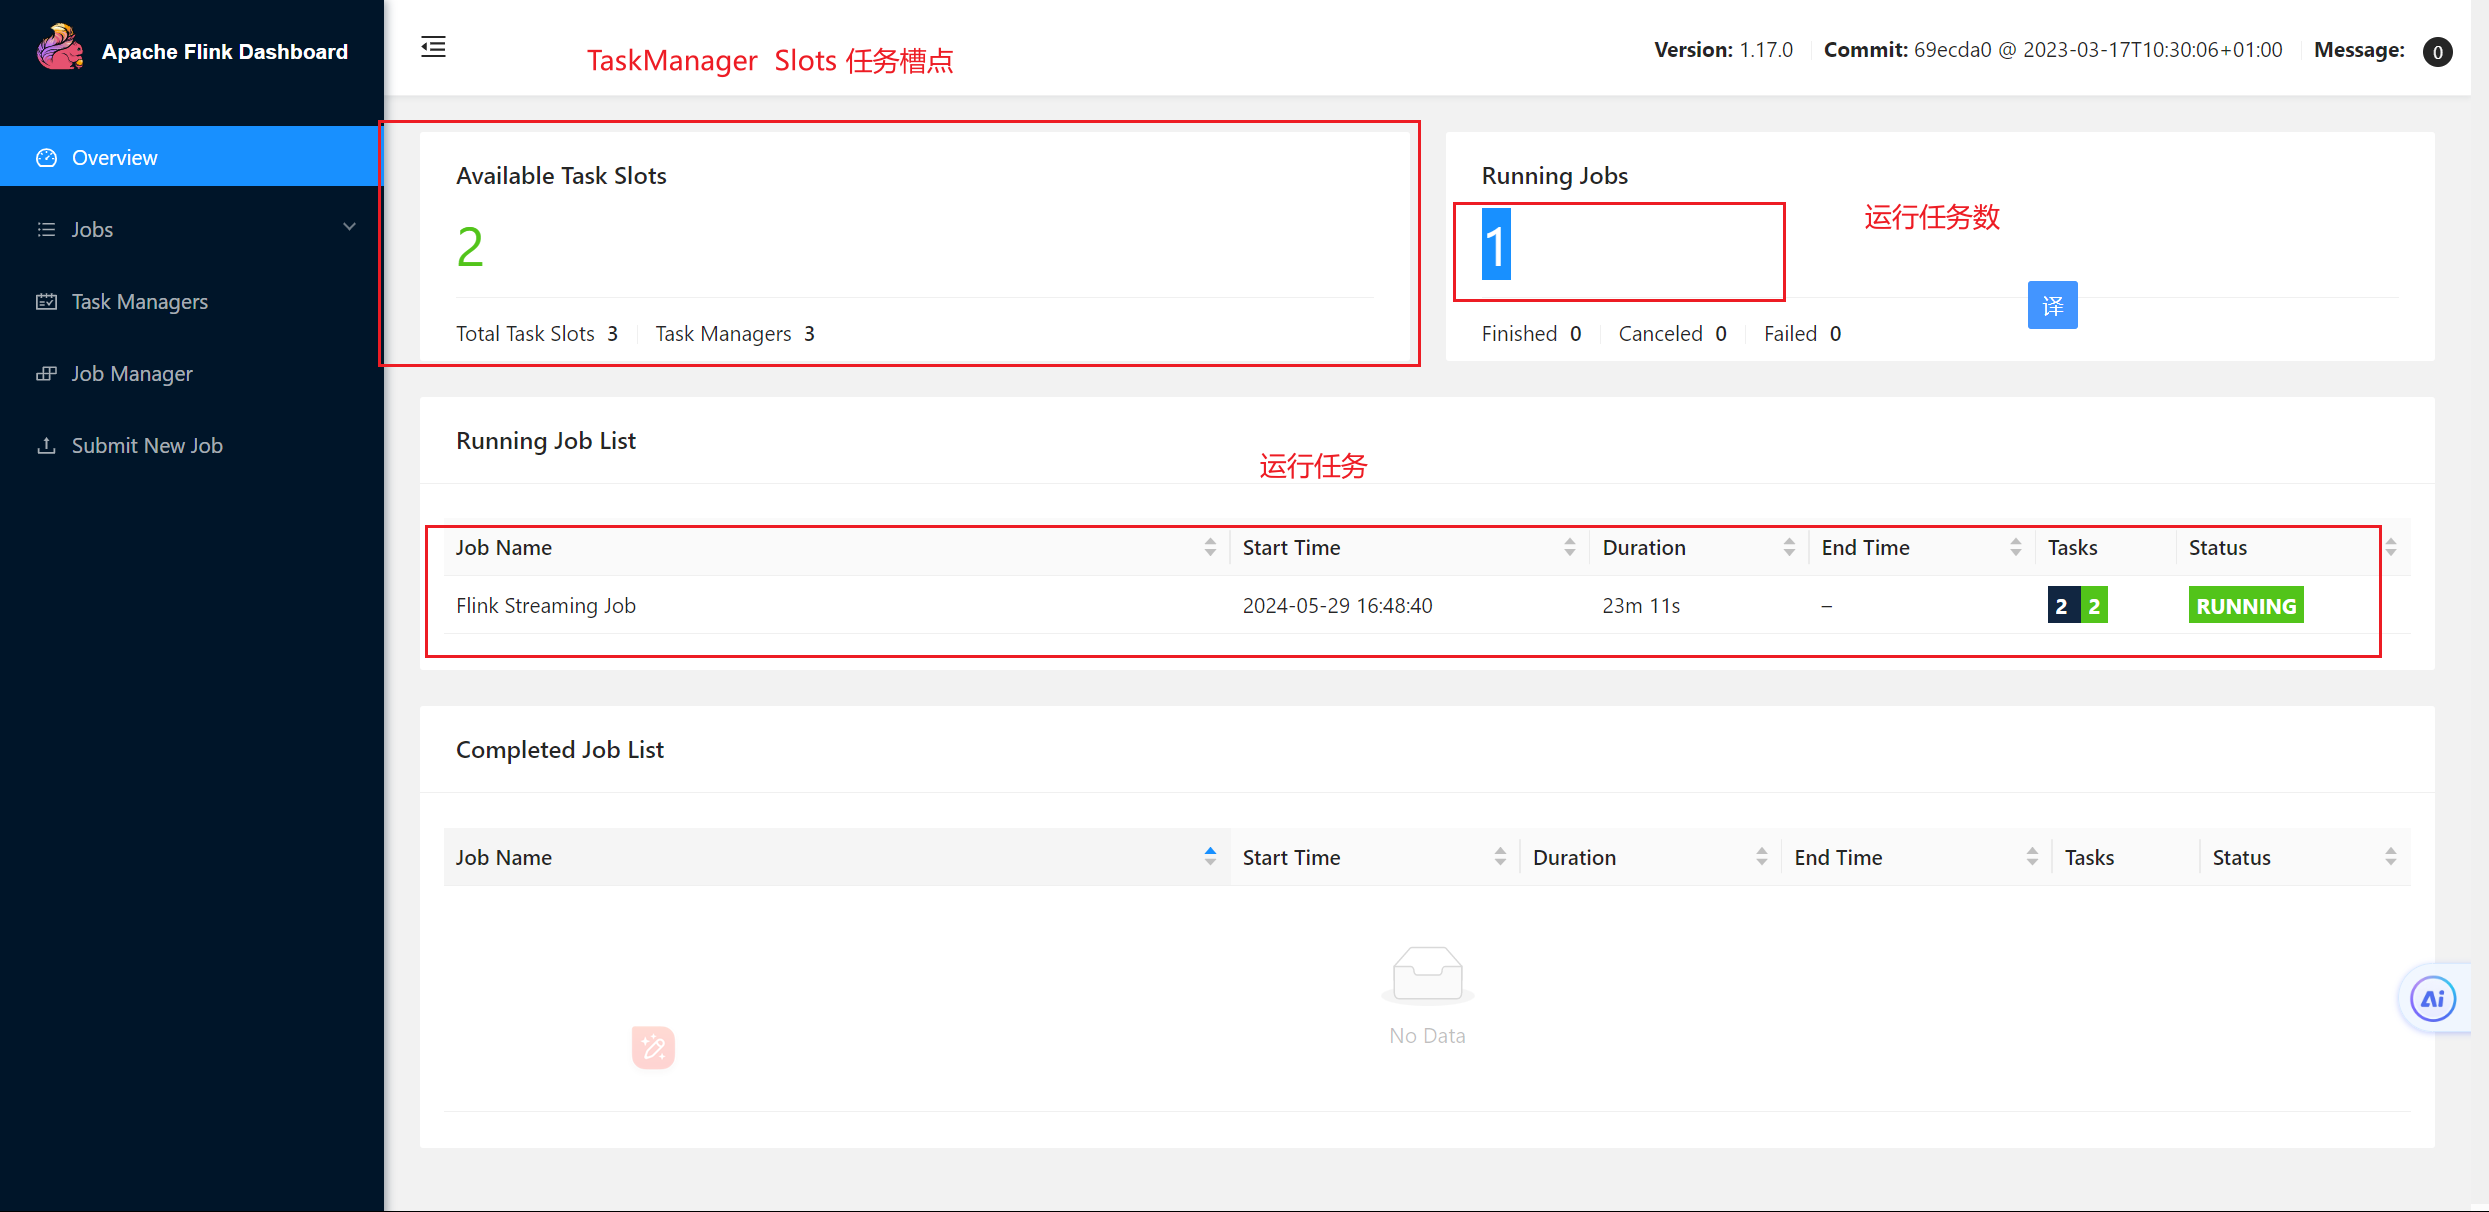 Apache Flink Dashboard
TaskManager Slots 任务槽点
Version: 1.17.0 Commit: 69ecda0 @ 2023-03-17T10:30:06+01:00 Message: 0
Overview
Jobs
Task Managers
Job Manager
Submit New Job
Available Task Slots
2
Total Task Slots 3 Task Managers 3
Running Jobs
1
运行任务数
译
Finished 0 Canceled 0 Failed 0
Running Job List
运行任务
Job Name Start Time Duration End Time Tasks Status
Flink Streaming Job 2024-05-29 16:48:40 23m 11s – 2 2 RUNNING
Completed Job List
Job Name Start Time Duration End Time Tasks Status
No Data
Ai